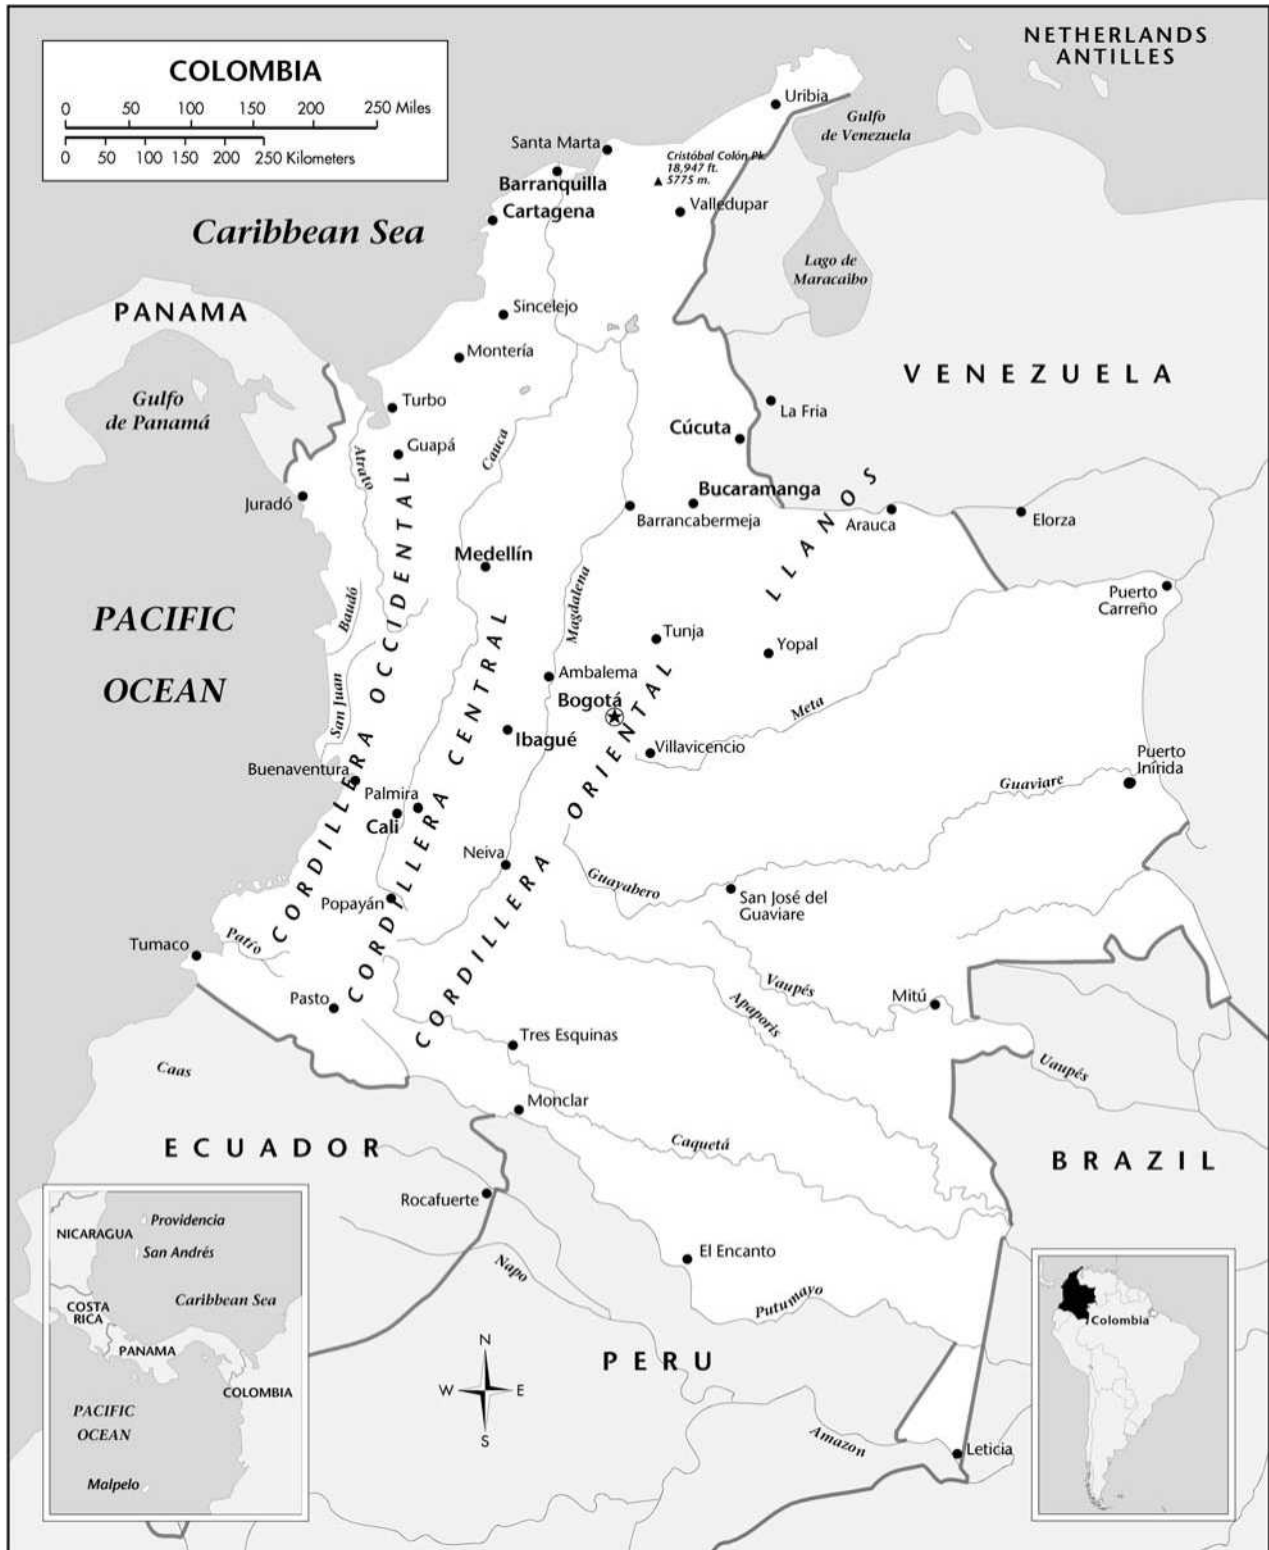 COLOMBIA
0 50 100 150 200 250 Miles
0 50 100 150 200 250 Kilometers
NETHERLANDS
ANTILLES
Uribia
Gulfo
de Venezuela
Santa Marta
Cristóbal Colón Pk.
18,947 ft.
5775 m.
Barranquilla
Cartagena
Valledupar
Caribbean Sea
Lago de
Maracaibo
PANAMA
Sincelejo
Montería
VENEZUELA
Gulfo
de Panamá
Turbo
La Fria
Cúcuta
Guapá
Cauca
Atrato
Juradó
Bucaramanga
Barrancabermeja
LLANOS
Arauca
Elorza
Medellín
Magdalena
PACIFIC
OCEAN
Baudó
Puerto
Carreño
Tunja
Yopal
Ambalema
Bogotá
San Juan
Meta
Ibagué
Villavicencio
CORDILLERA OCCIDENTAL
CORDILLERA CENTRAL
CORDILLERA ORIENTAL
Buenaventura
Palmira
Cali
Puerto
Inírida
Guaviare
Neiva
Guayabero
San José del
Guaviare
Popayán
Patío
Tumaco
Pasto
Vaupés
Apaporis
Mitú
Tres Esquinas
Caas
Uaupés
Monclar
ECUADOR
Caquetá
BRAZIL
Rocafuerte
El Encanto
Napo
Putumayo
PERU
N
W E
S
Amazon
Leticia
NICARAGUA
Providencia
San Andrés
Caribbean Sea
COSTA
RICA
PANAMA
COLOMBIA
PACIFIC
OCEAN
Malpelo
Colombia